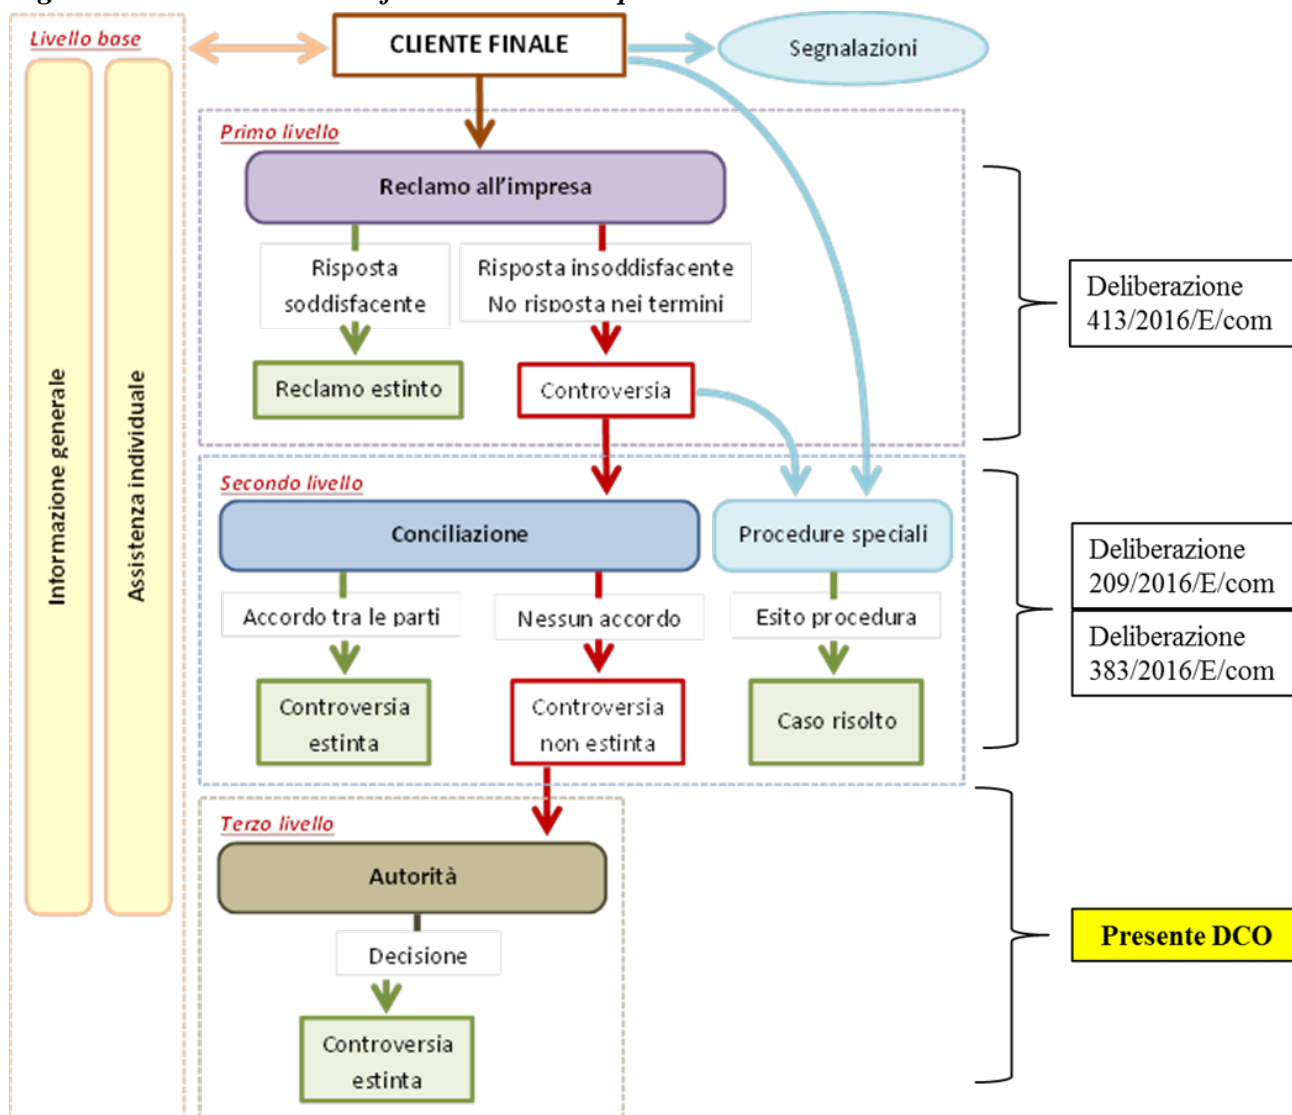 Livello base
CLIENTE FINALE
Segnalazioni
Informazione generale
Assistenza individuale
Primo livello
Reclamo all'impresa
Risposta
soddisfacente
Risposta insoddisfacente
No risposta nei termini
Reclamo estinto
Controversia
Deliberazione
413/2016/E/com
Secondo livello
Conciliazione
Procedure speciali
Accordo tra le parti
Nessun accordo
Esito procedura
Controversia
estinta
Controversia
non estinta
Caso risolto
Deliberazione
209/2016/E/com
Deliberazione
383/2016/E/com
Terzo livello
Autorità
Decisione
Controversia
estinta
Presente DCO